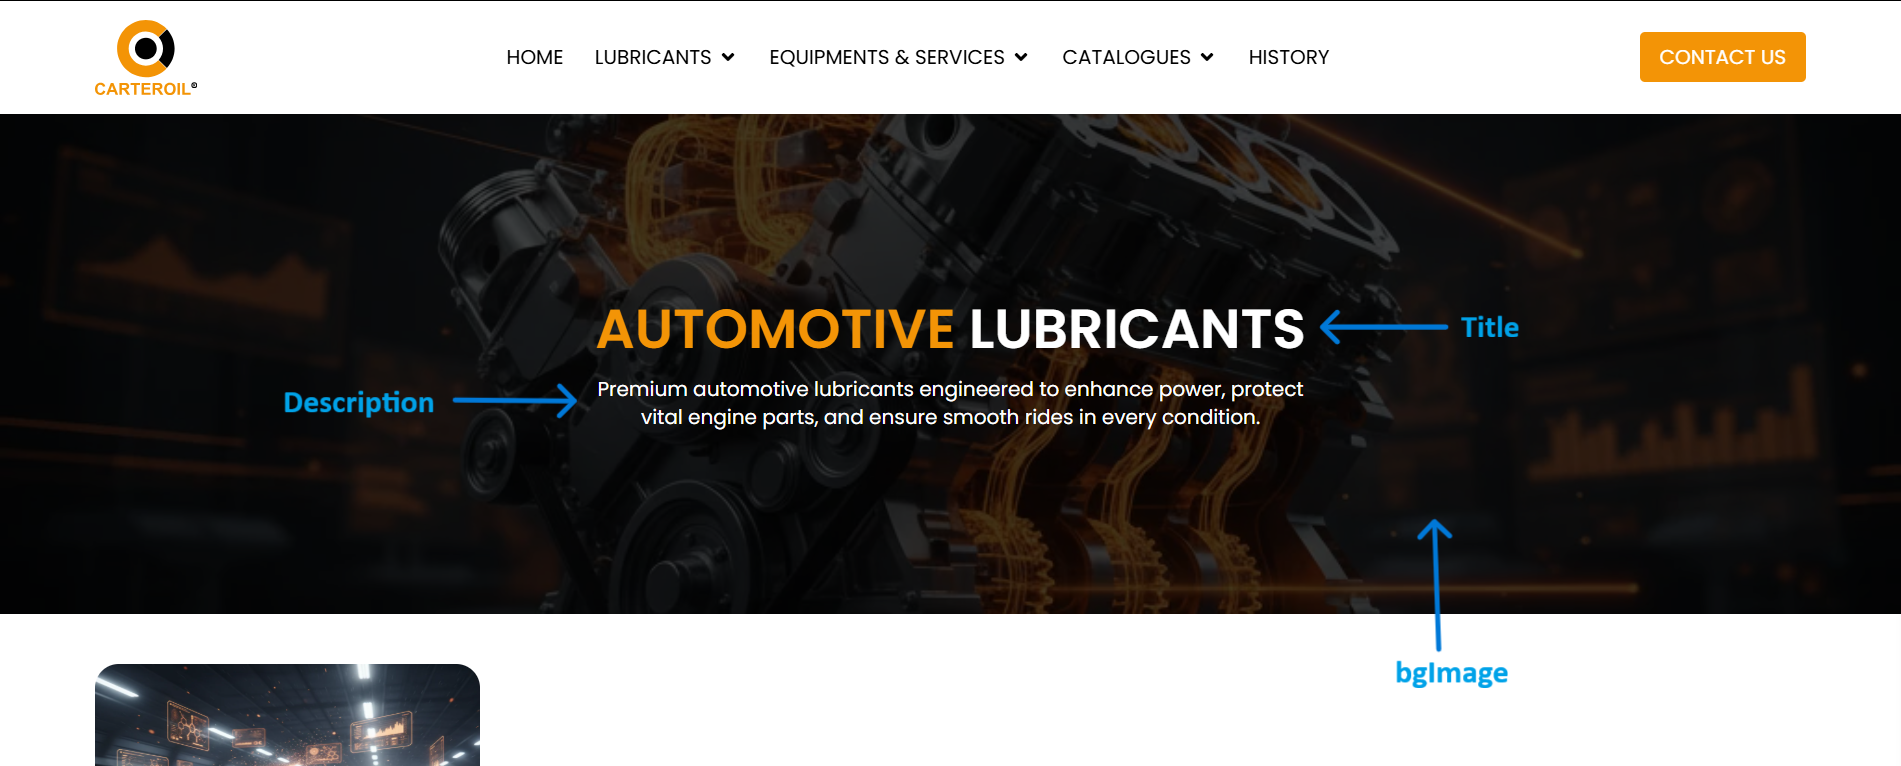 CARTEROIL®
HOME
LUBRICANTS
EQUIPMENTS & SERVICES
CATALOGUES
HISTORY
CONTACT US
AUTOMOTIVE LUBRICANTS
Title
Description
Premium automotive lubricants engineered to enhance power, protect
vital engine parts, and ensure smooth rides in every condition.
bgImage